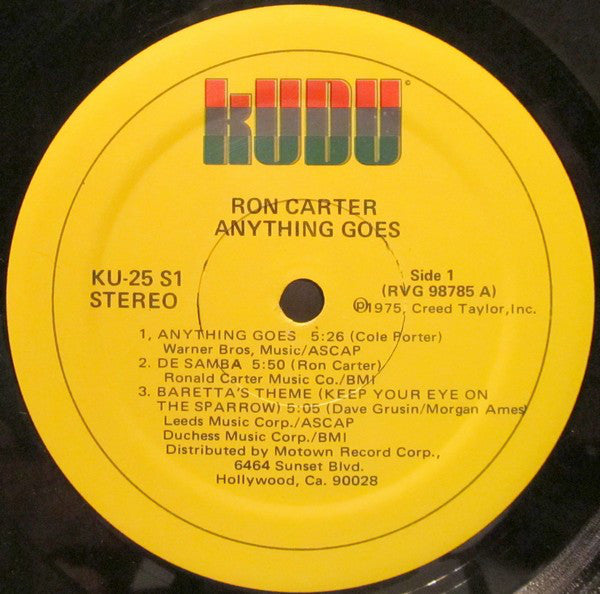 KUDU ©
RON CARTER
ANYTHING GOES
KU-25 S1
STEREO
Side 1
(RVG 98785 A)
℗1975, Creed Taylor,Inc.
1, ANYTHING GOES 5:26 (Cole Porter)
Warner Bros, Music/ASCAP
2. DE SAMBA 5:50 (Ron Carter)
Ronald Carter Music Co./BMI
3. BARETTA'S THEME (KEEP YOUR EYE ON
THE SPARROW) 5:05 (Dave Grusin/Morgan Ames)
Leeds Music Corp./ASCAP
Duchess Music Corp./BMI
Distributed by Motown Record Corp.,
6464 Sunset Blvd.
Hollywood, Ca. 90028